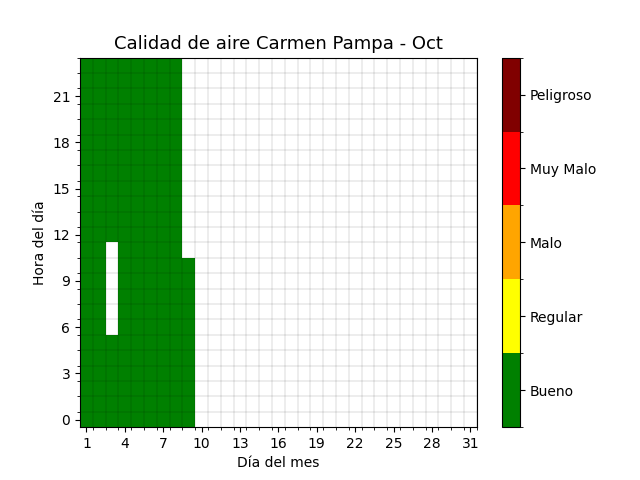 Calidad de aire Carmen Pampa - Oct
Hora del día
21
18
15
12
9
6
3
0
1 4 7 10 13 16 19 22 25 28 31
Día del mes
Peligroso
Muy Malo
Malo
Regular
Bueno